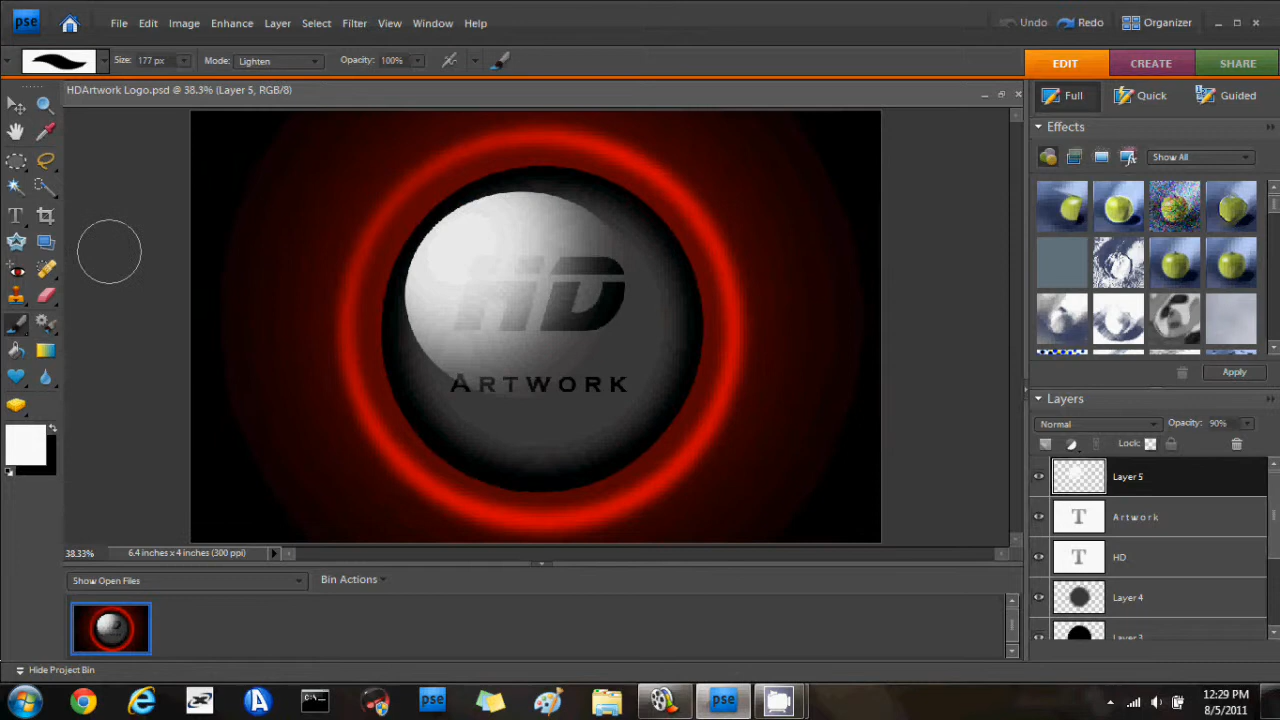 pse
File Edit Image Enhance Layer Select Filter View Window Help
Undo Redo Organizer
Size: 177 px Mode: Lighten Opacity: 100%
EDIT CREATE SHARE
HDArtwork Logo.psd @ 38.3% (Layer 5, RGB/8)
Full Quick Guided
Effects
Show All
HD
ARTWORK
Apply
Layers
Normal Opacity: 90%
Lock:
Layer 5
T Artwork
T HD
Layer 4
Layer 3
38.33% 6.4 inches x 4 inches (300 ppi)
Show Open Files Bin Actions
Hide Project Bin
C:\
pse pse
12:29 PM
8/5/2011